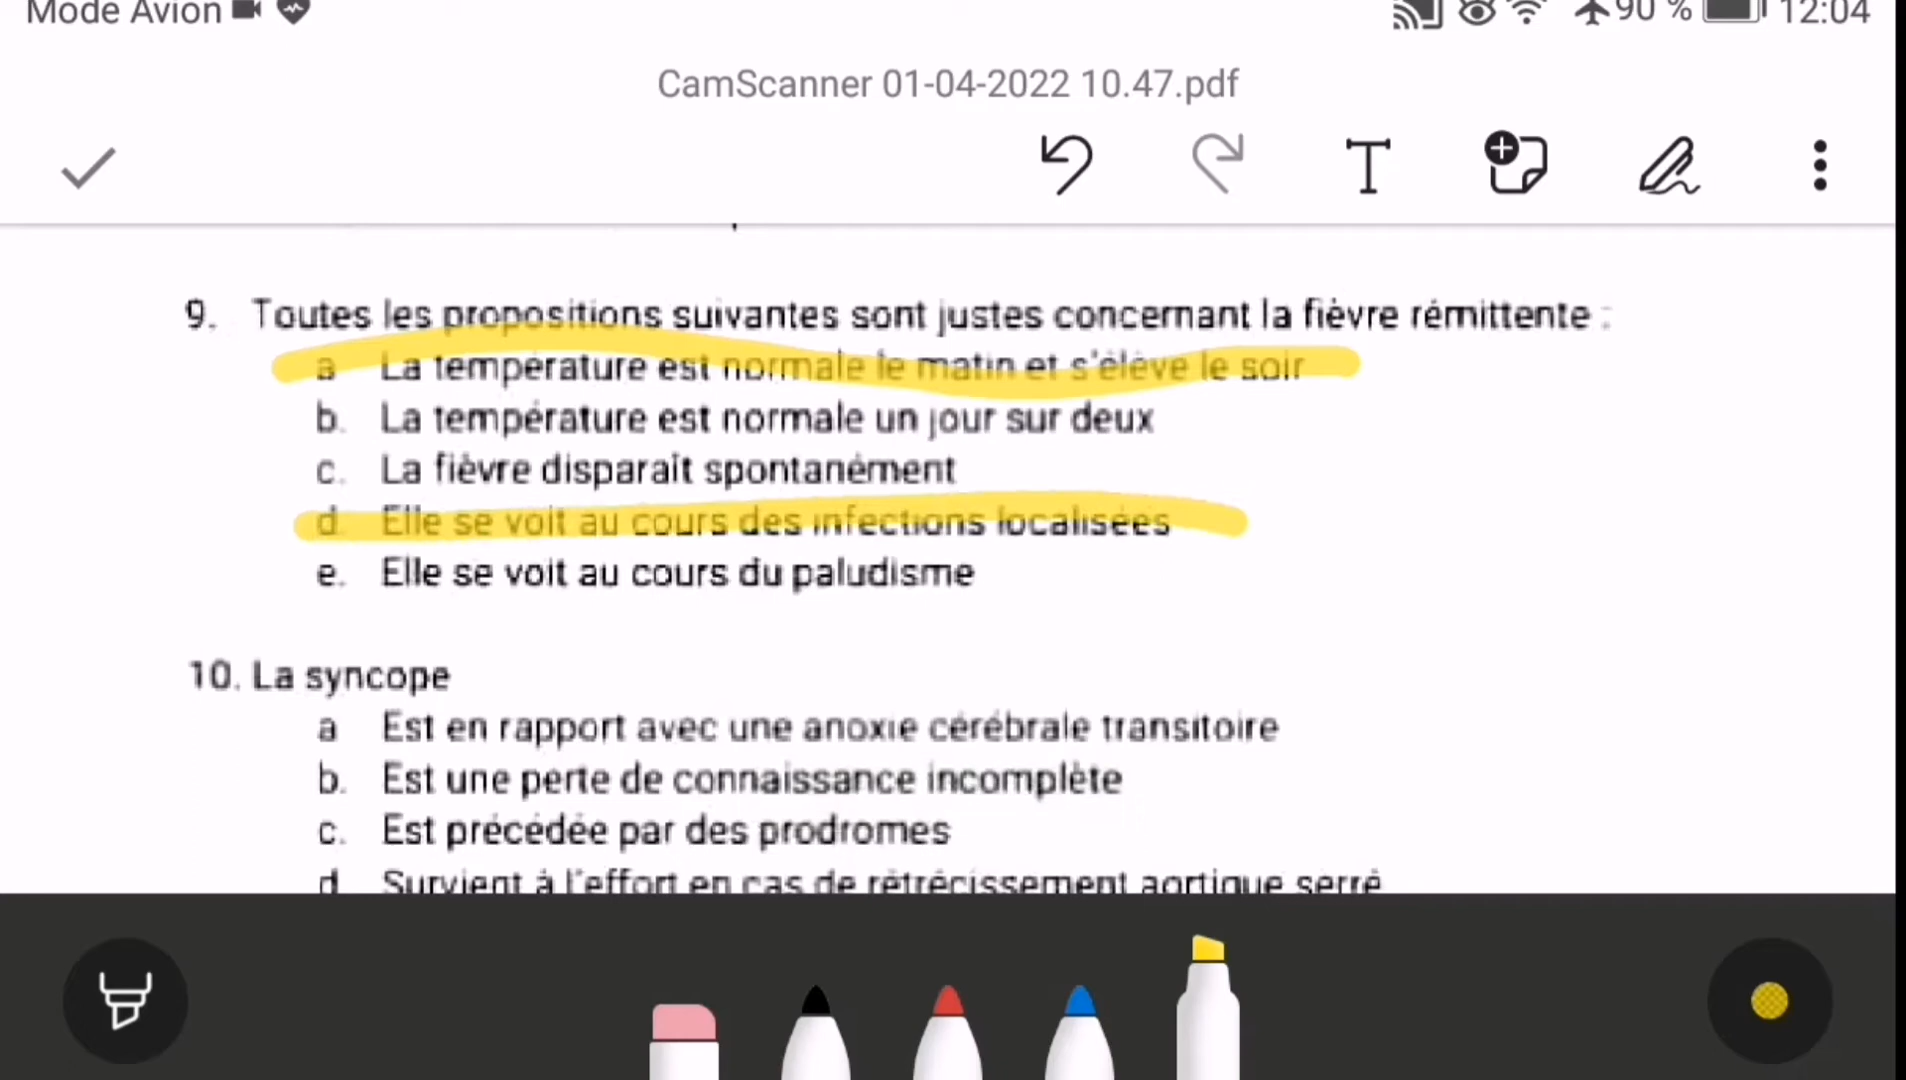 Mode Avion
90 % 12:04
CamScanner 01-04-2022 10.47.pdf
9. Toutes les propositions suivantes sont justes concernant la fièvre rémittente :
a La température est normale le matin et s'élève le soir
b. La température est normale un jour sur deux
c. La fièvre disparaît spontanément
d. Elle se voit au cours des infections localisées
e. Elle se voit au cours du paludisme
10. La syncope
a Est en rapport avec une anoxie cérébrale transitoire
b. Est une perte de connaissance incomplète
c. Est précédée par des prodromes
d Survient à l'effort en cas de rétrécissement aortique serré